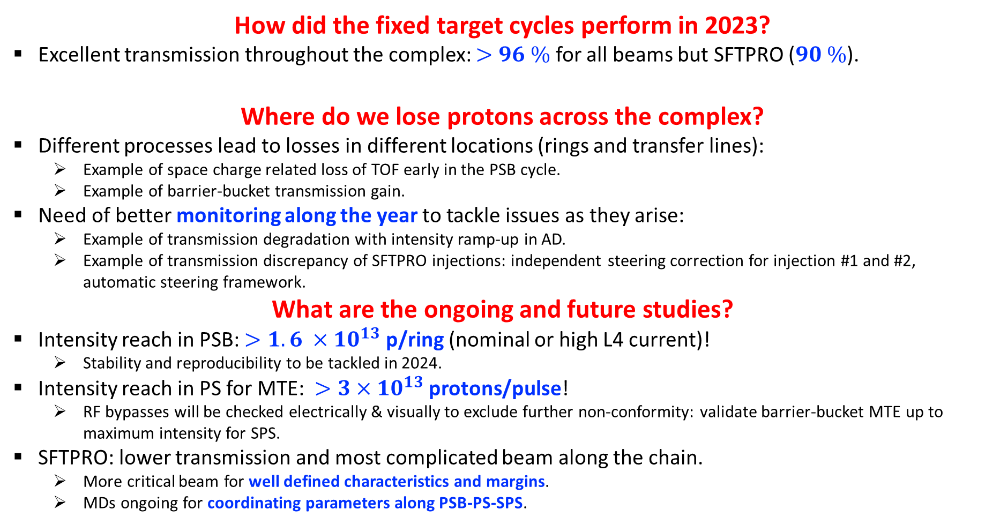 How did the fixed target cycles perform in 2023?
▪ Excellent transmission throughout the complex: > 96 % for all beams but SFTPRO (90 %).
Where do we lose protons across the complex?
▪ Different processes lead to losses in different locations (rings and transfer lines):
➢ Example of space charge related loss of TOF early in the PSB cycle.
➢ Example of barrier-bucket transmission gain.
▪ Need of better monitoring along the year to tackle issues as they arise:
➢ Example of transmission degradation with intensity ramp-up in AD.
➢ Example of transmission discrepancy of SFTPRO injections: independent steering correction for injection #1 and #2,
automatic steering framework.
What are the ongoing and future studies?
▪ Intensity reach in PSB: > 1.6 × 10¹³ p/ring (nominal or high L4 current)!
➢ Stability and reproducibility to be tackled in 2024.
▪ Intensity reach in PS for MTE: > 3 × 10¹³ protons/pulse!
➢ RF bypasses will be checked electrically & visually to exclude further non-conformity: validate barrier-bucket MTE up to
maximum intensity for SPS.
▪ SFTPRO: lower transmission and most complicated beam along the chain.
➢ More critical beam for well defined characteristics and margins.
➢ MDs ongoing for coordinating parameters along PSB-PS-SPS.